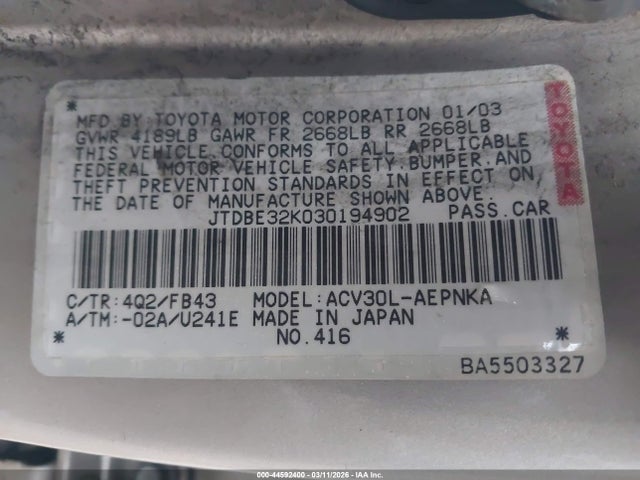 *
MFD BY TOYOTA MOTOR CORPORATION 01/03
GVWR 4189LB GAWR FR 2668LB RR 2668LB
THIS VEHICLE CONFORMS TO ALL APPLICABLE
FEDERAL MOTOR VEHICLE SAFETY, BUMPER, AND
THEFT PREVENTION STANDARDS IN EFFECT ON
THE DATE OF MANUFACTURE SHOWN ABOVE.
JTDBE32K030194902 PASS.CAR
TOYOTA
C/TR:4Q2/FB43 MODEL:ACV30L-AEPNKA
A/TM:-02A/U241E MADE IN JAPAN
* NO.416 *
BA5503327
000-44592400 - 03/11/2026 - IAA Inc.